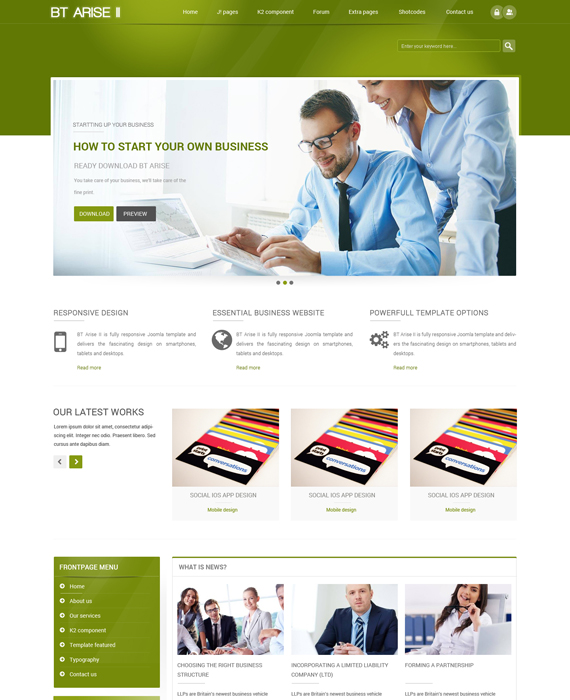 BT ARISE II
Home J! pages K2 component Forum Extra pages Shotcodes Contact us
Enter your keyword here...
STARTTING UP YOUR BUSINESS
HOW TO START YOUR OWN BUSINESS
READY DOWNLOAD BT ARISE
You take care of your business, we'll take care of the
fine print.
DOWNLOAD PREVIEW
RESPONSIVE DESIGN
BT Arise II is fully responsive Joomla template and
delivers the fascinating design on smartphones,
tablets and desktops.
Read more
ESSENTIAL BUSINESS WEBSITE
BT Arise II is fully responsive Joomla template and
delivers the fascinating design on smartphones,
tablets and desktops.
Read more
POWERFULL TEMPLATE OPTIONS
BT Arise II is fully responsive Joomla template and deliv-
ers the fascinating design on smartphones, tablets and
desktops
Read more
OUR LATEST WORKS
Lorem ipsum dolor sit amet, consectetur adipi-
scing elit. Integer nec odio. Praesent libero. Sed
cursus ante dapibus diam.
conversations
SOCIAL IOS APP DESIGN
Mobile design
conversations
SOCIAL IOS APP DESIGN
Mobile design
conversations
SOCIAL IOS APP DESIGN
Mobile design
FRONTPAGE MENU
Home
About us
Our services
K2 component
Template featured
Typography
Contact us
WHAT IS NEWS?
CHOOSING THE RIGHT BUSINESS
STRUCTURE
LLPs are Britain's newest business vehicle
INCORPORATING A LIMITED LIABILITY
COMPANY (LTD)
LLPs are Britain's newest business vehicle
FORMING A PARTNERSHIP
LLPs are Britain's newest business vehicle